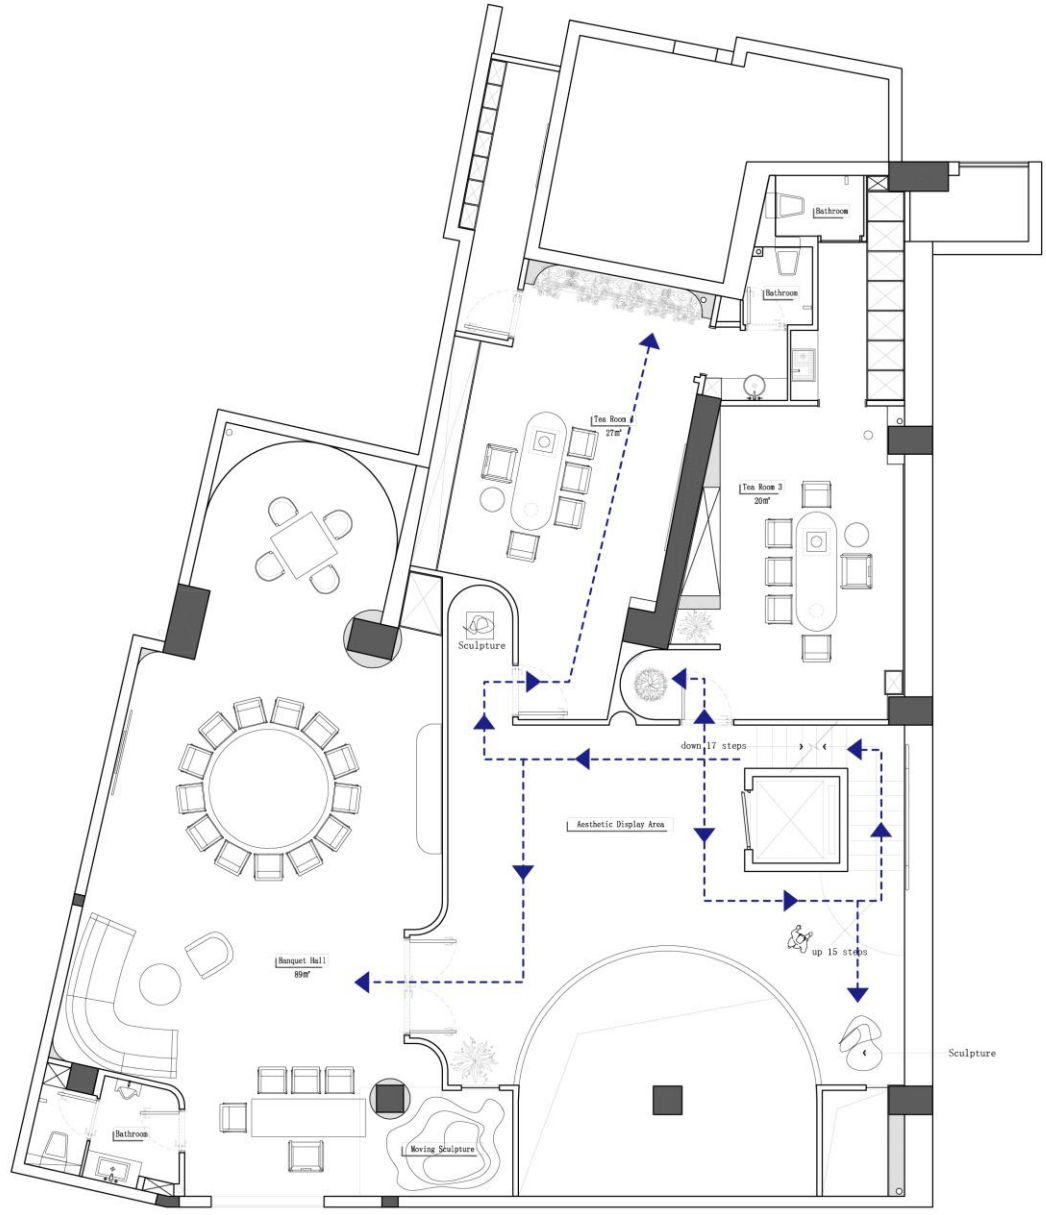 Bathroom
Bathroom
Tea Room
27㎡
Tea Room 3
20㎡
Sculpture
down 17 steps
Aesthetic Display Area
up 15 steps
Banquet Hall
89㎡
Sculpture
Bathroom
Moving Sculpture